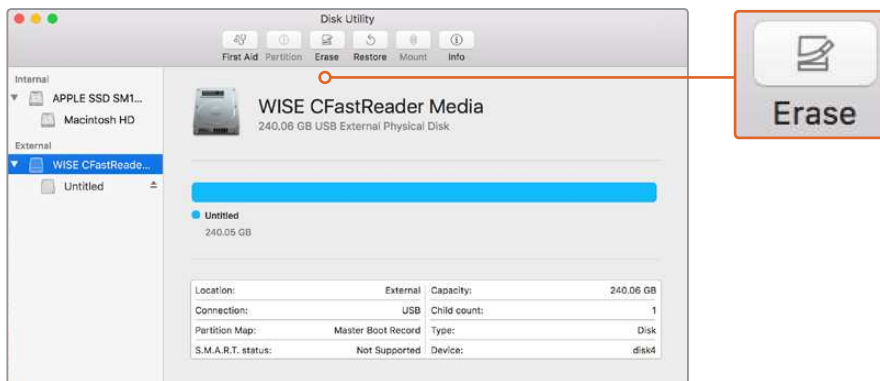 Disk Utility
First Aid Partition Erase Restore Mount Info
Erase
Internal
APPLE SSD SM1...
Macintosh HD
External
WISE CFastReade...
Untitled
WISE CFastReader Media
240.06 GB USB External Physical Disk
Untitled
240.05 GB
Location: External Capacity: 240.06 GB
Connection: USB Child count: 1
Partition Map: Master Boot Record Type: Disk
S.M.A.R.T. status: Not Supported Device: disk4